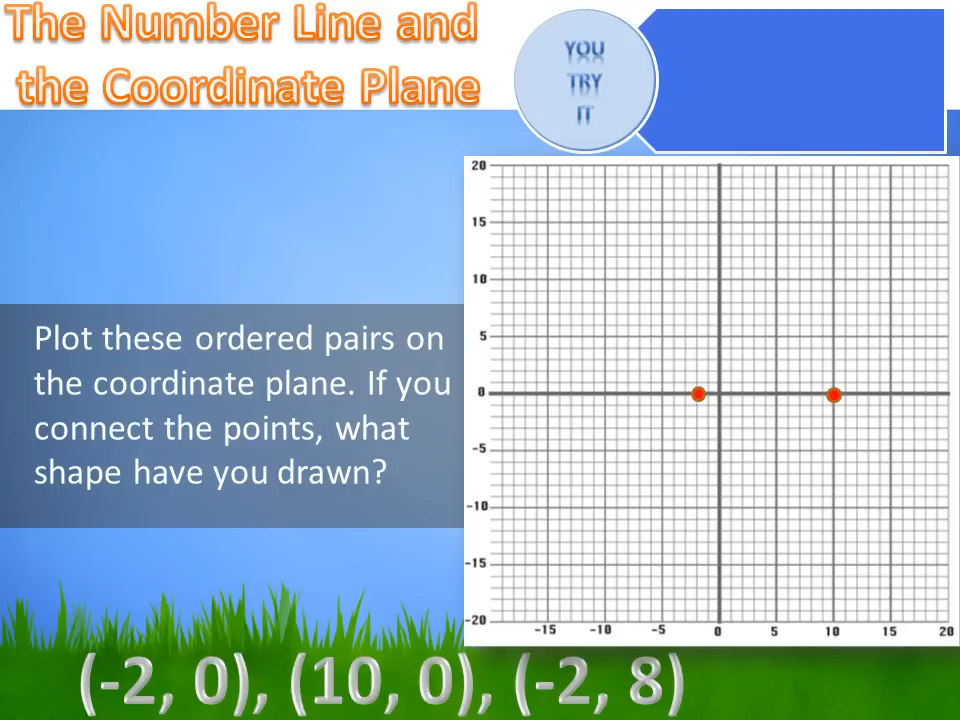 The Number Line and
the Coordinate Plane
YOU
TRY
IT
Plot these ordered pairs on
the coordinate plane. If you
connect the points, what
shape have you drawn?
20
15
10
5
0
-5
-10
-15
-20
-15 -10 -5 0 5 10 15 20
(-2, 0), (10, 0), (-2, 8)